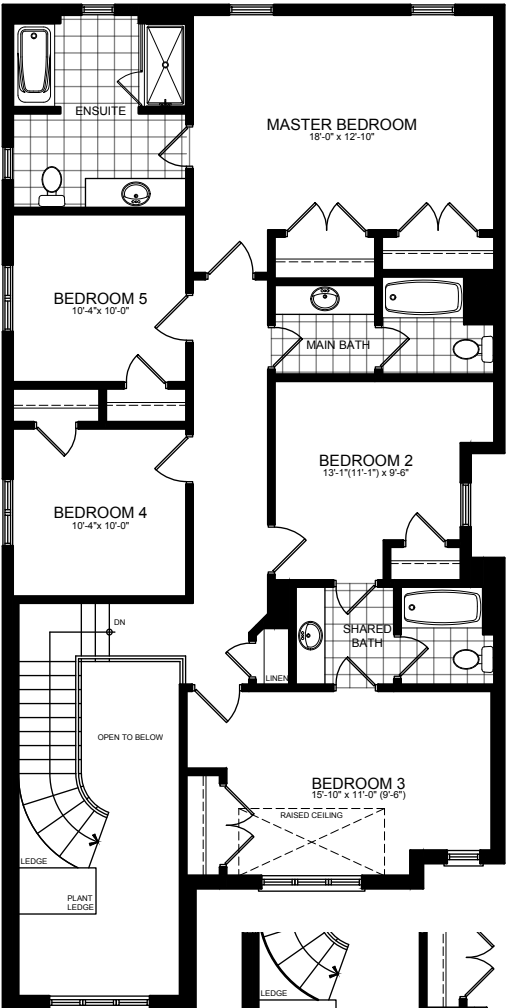 ENSUITE
MASTER BEDROOM
18'-0" x 12'-10"
BEDROOM 5
10'-4"x 10'-0"
MAIN BATH
BEDROOM 2
13'-1"(11'-1") x 9'-6"
BEDROOM 4
10'-4"x 10'-0"
DN
SHARED
BATH
LINEN
OPEN TO BELOW
BEDROOM 3
15'-10" x 11'-0" (9'-6")
RAISED CEILING
LEDGE
PLANT
LEDGE
LEDGE